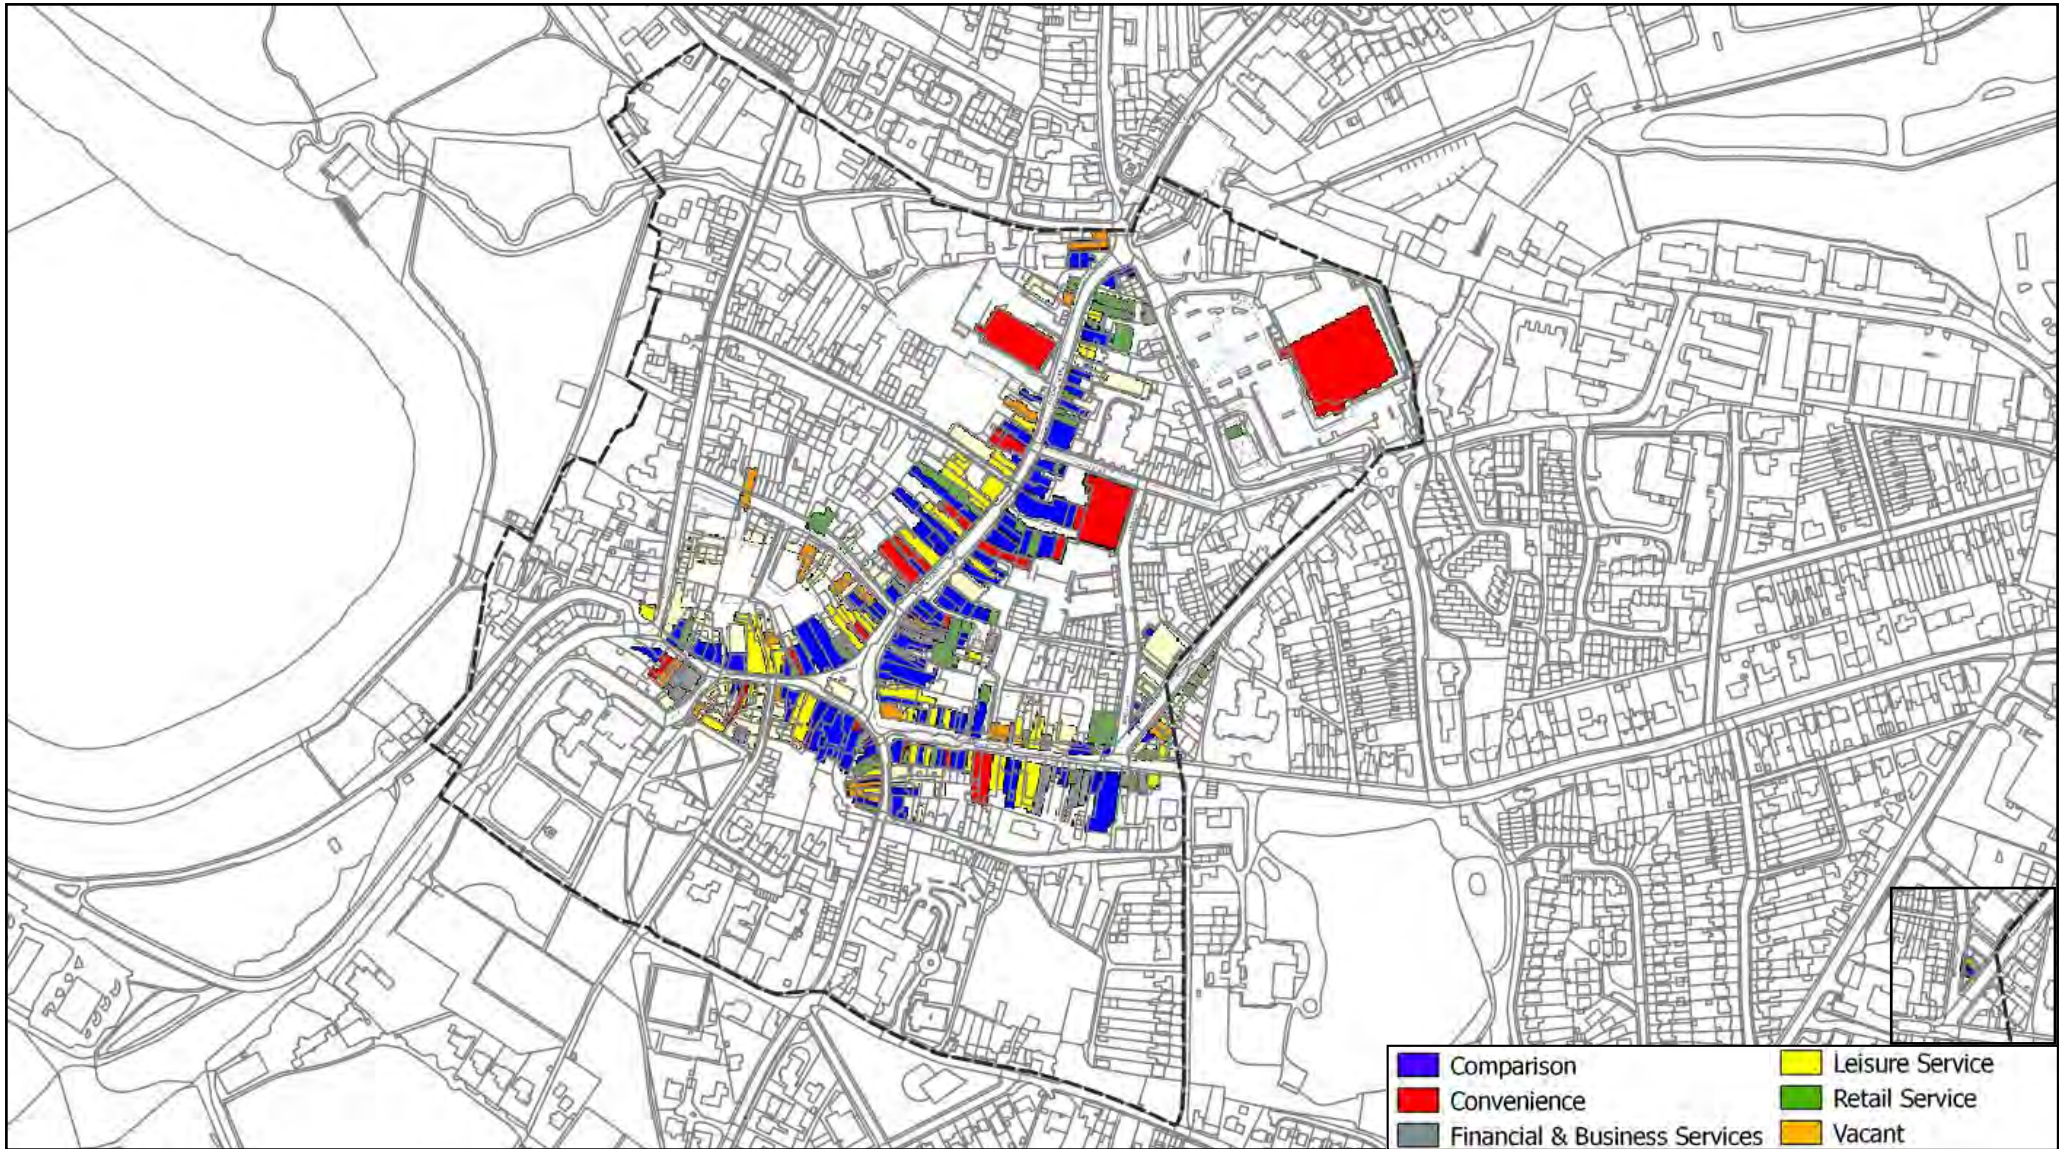 Comparison
Convenience
Financial & Business Services
Leisure Service
Retail Service
Vacant